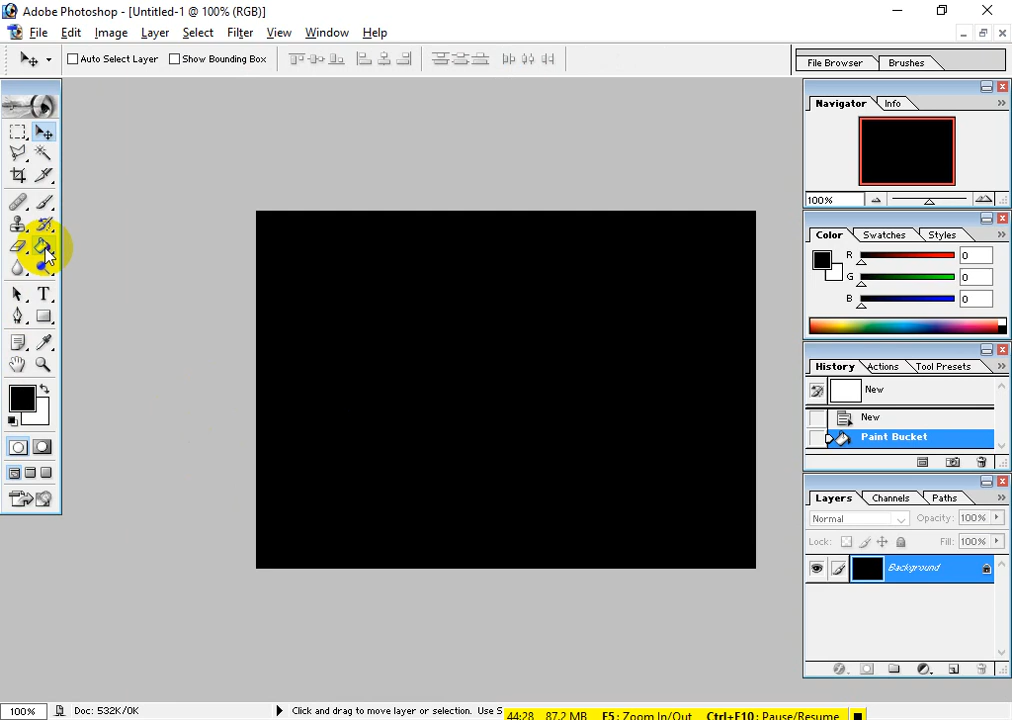 Adobe Photoshop - [Untitled-1 @ 100% (RGB)]
File Edit Image Layer Select Filter View Window Help
Auto Select Layer Show Bounding Box File Browser Brushes
Navigator Info
100%
Color Swatches Styles
R 0
G 0
B 0
History Actions Tool Presets
New
New
Paint Bucket
Layers Channels Paths
Normal Opacity: 100%
Lock: Fill: 100%
Background
T
100% Doc: 532K/0K Click and drag to move layer or selection. Use S
44:28 87.2 MB F5: Zoom In/Out Ctrl+F10: Pause/Resume